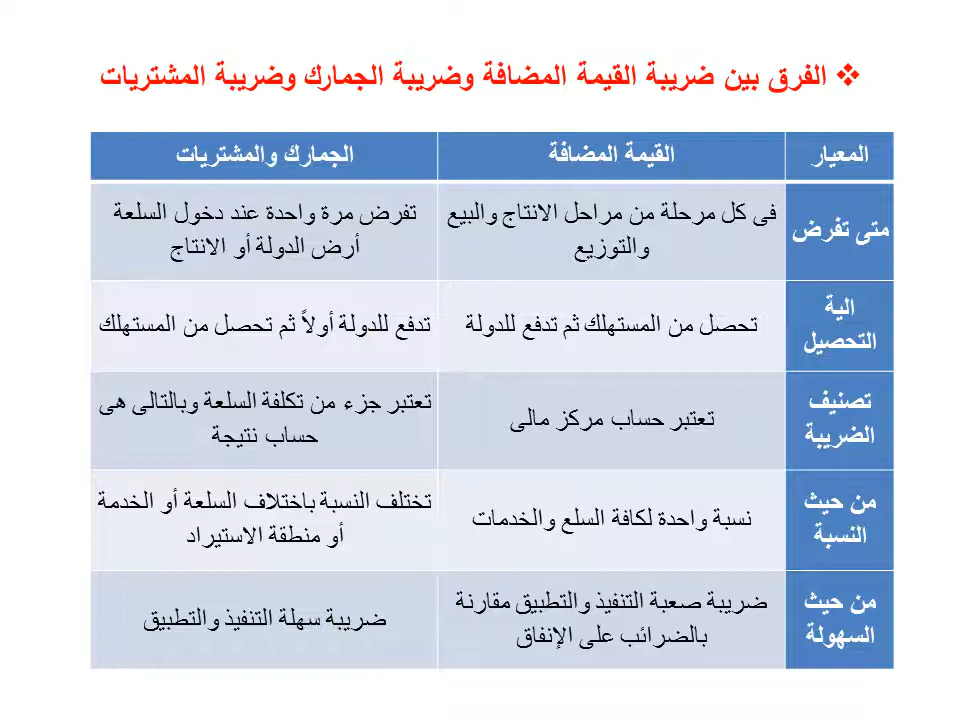 ❖ الفرق بين ضريبة القيمة المضافة وضريبة الجمارك وضريبة المشتريات
المعيار
القيمة المضافة
الجمارك والمشتريات
متى تفرض
فى كل مرحلة من مراحل الانتاج والبيع
والتوزيع
تفرض مرة واحدة عند دخول السلعة
أرض الدولة أو الانتاج
الية
التحصيل
تحصل من المستهلك ثم تدفع للدولة
تدفع للدولة أولاً ثم تحصل من المستهلك
تصنيف
الضريبة
تعتبر حساب مركز مالى
تعتبر جزء من تكلفة السلعة وبالتالى هى
حساب نتيجة
من حيث
النسبة
نسبة واحدة لكافة السلع والخدمات
تختلف النسبة باختلاف السلعة أو الخدمة
أو منطقة الاستيراد
من حيث
السهولة
ضريبة صعبة التنفيذ والتطبيق مقارنة
بالضرائب على الإنفاق
ضريبة سهلة التنفيذ والتطبيق